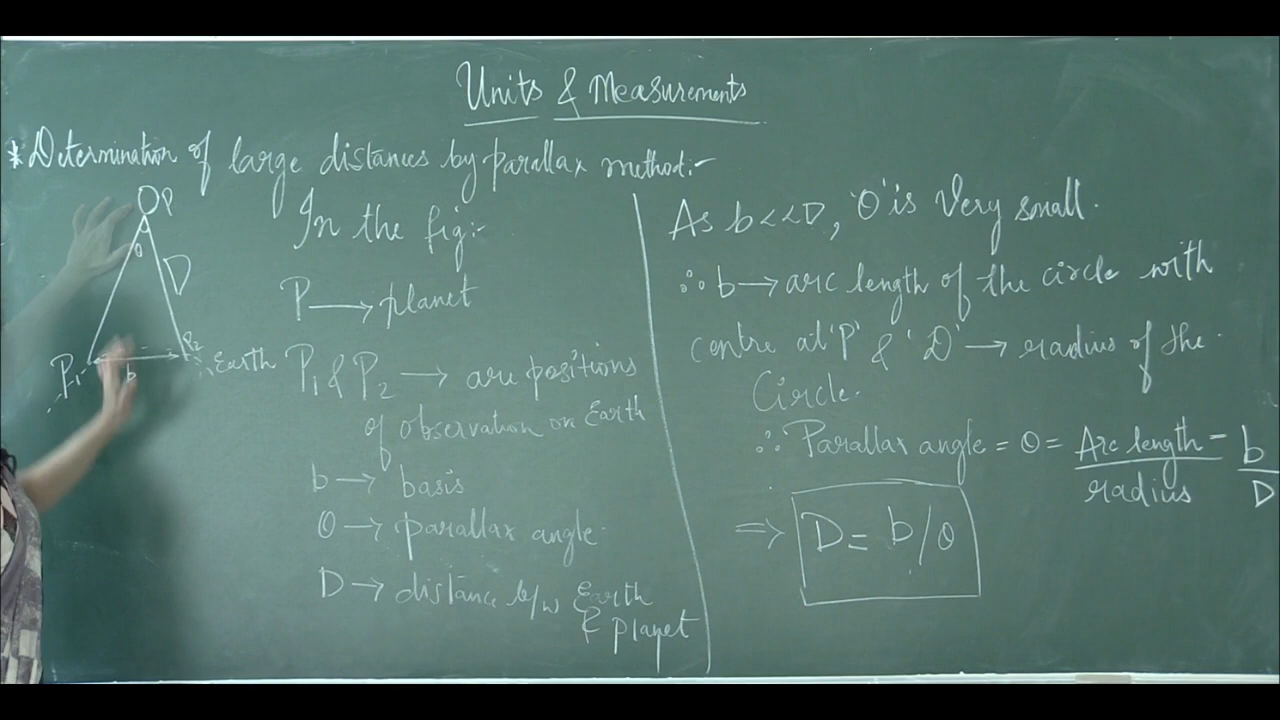 Units & Measurements
* Determination of large distances by parallax method:-
P
θ
D
P1
P2
b
Earth
In the fig:-
P → planet
P1 & P2 → are positions
of observation on Earth
b → basis
θ → parallax angle.
D → distance b/w Earth
& planet
As b<<D, 'θ' is very small.
∴ b → arc length of the circle with
centre at 'P' & 'D' → radius of the
Circle.
∴ Parallax angle = θ = Arc length / radius = b / D
⇒ D = b/θ